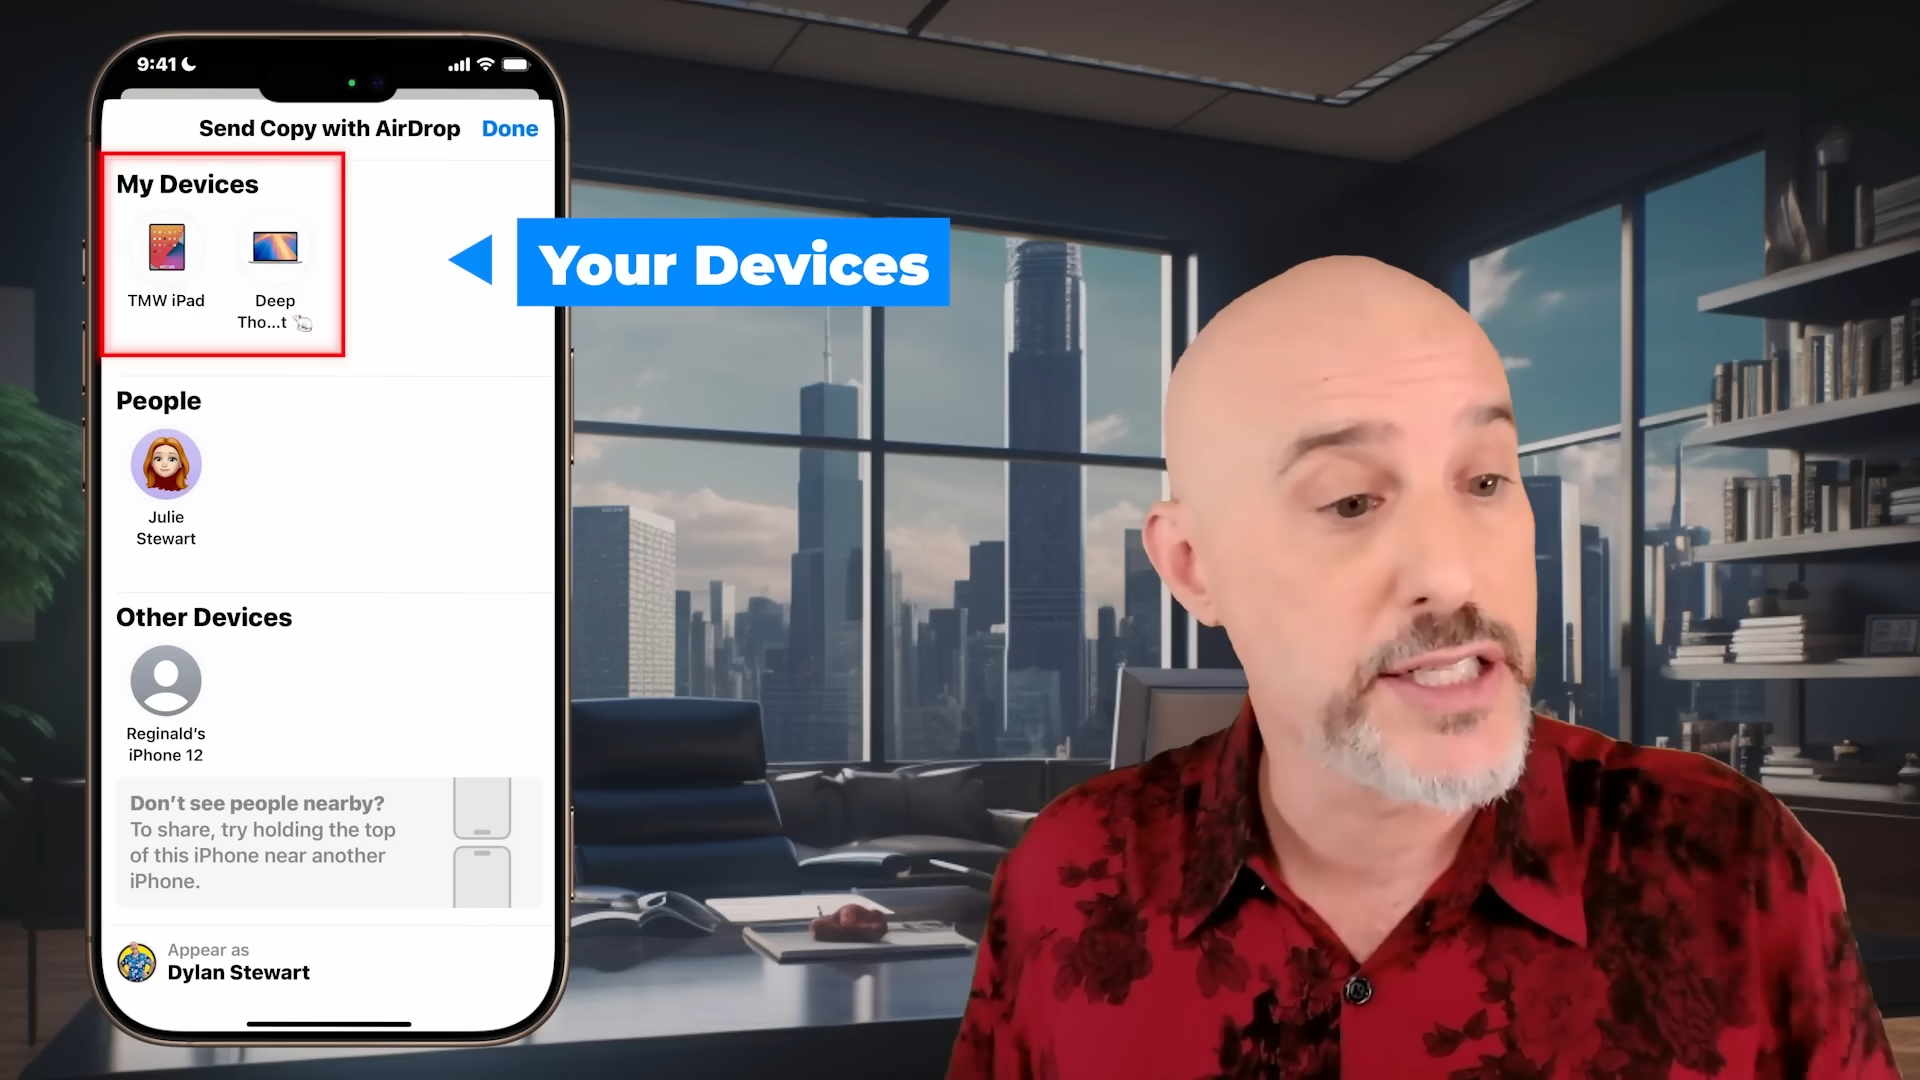 9:41
Send Copy with AirDrop
Done
My Devices
TMW iPad
Deep
Tho...t 🐁
Your Devices
People
Julie
Stewart
Other Devices
Reginald’s
iPhone 12
Don’t see people nearby?
To share, try holding the top
of this iPhone near another
iPhone.
Appear as
Dylan Stewart